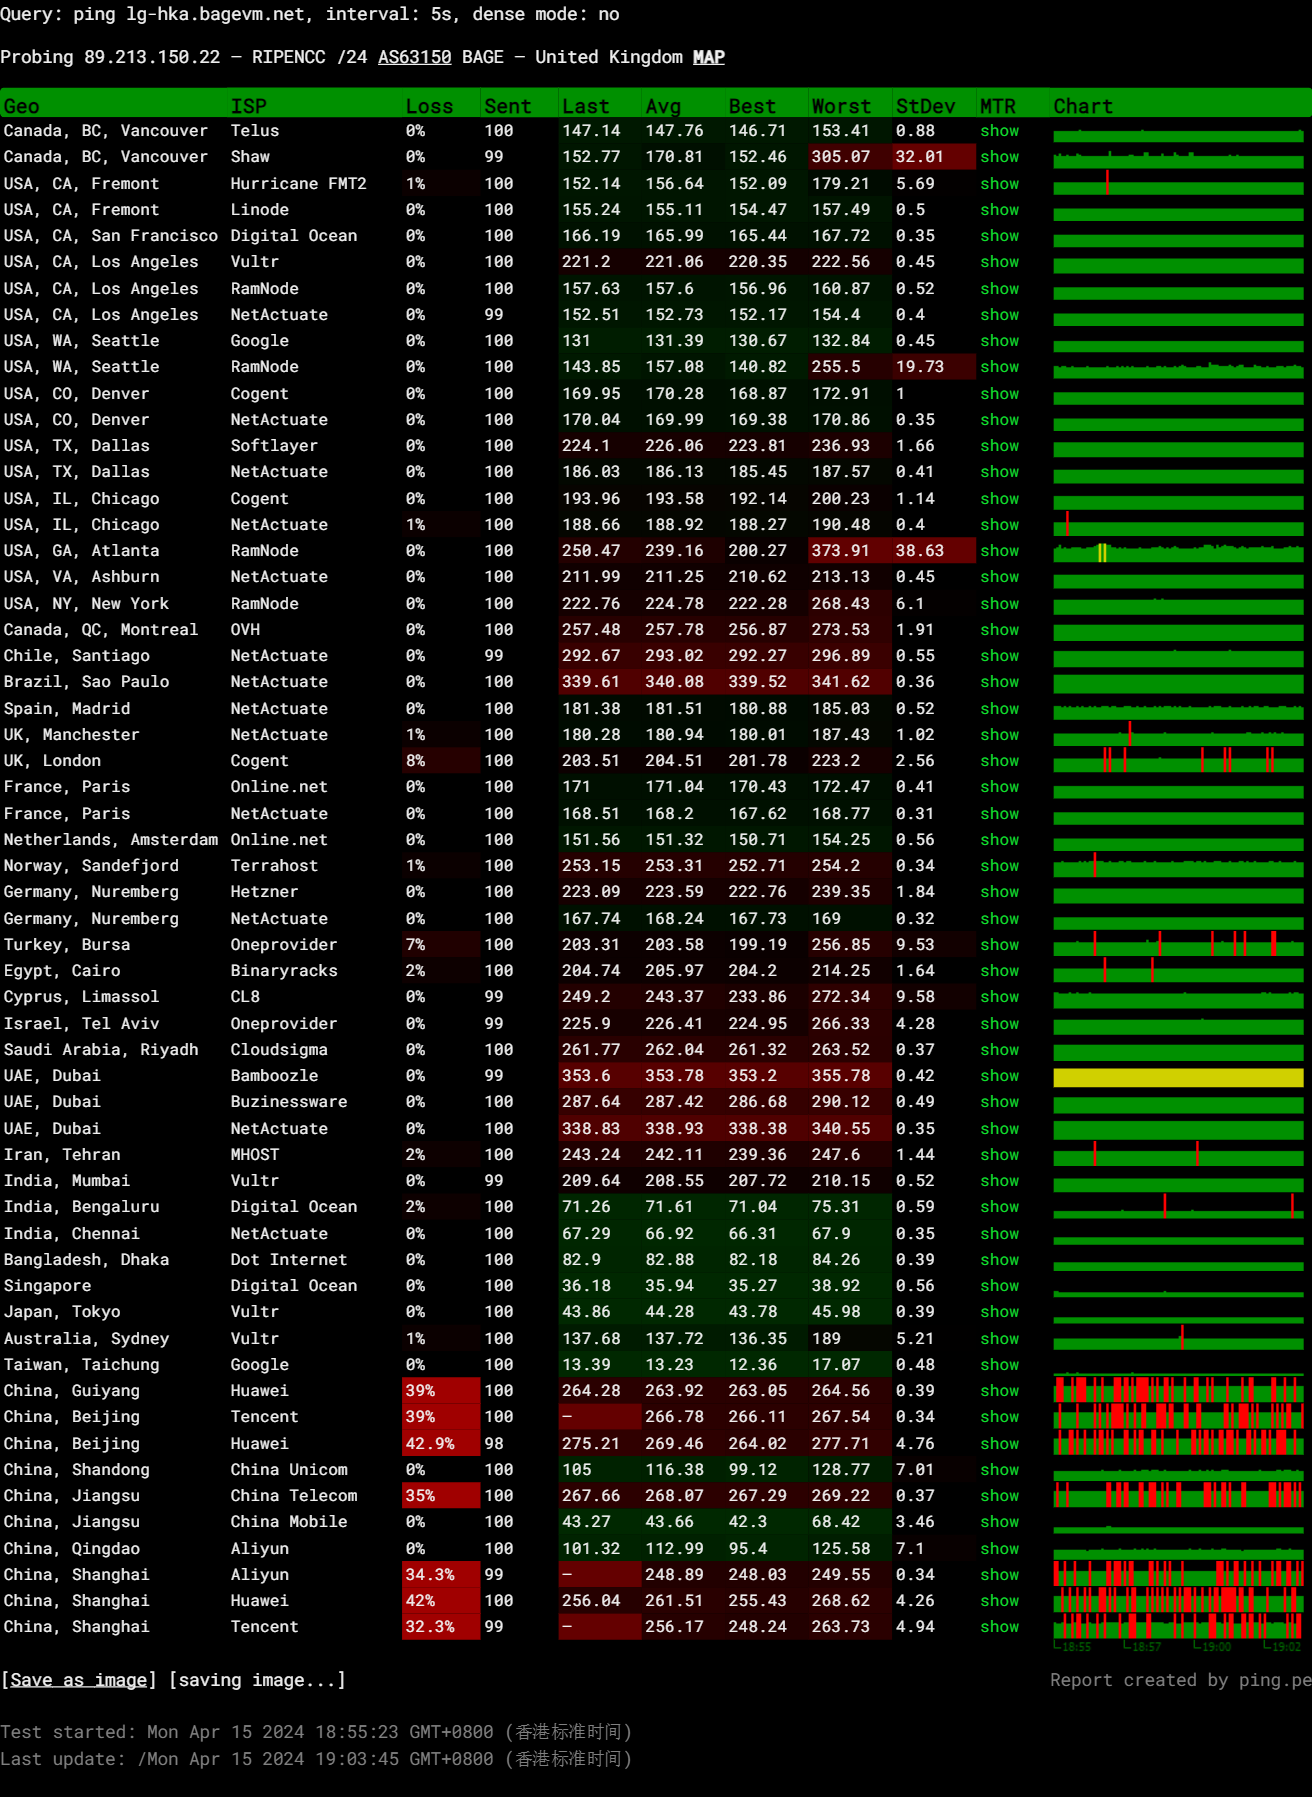 Query: ping lg-hka.bagevm.net, interval: 5s, dense mode: no
Probing 89.213.150.22 — RIPENCC /24 AS63150 BAGE — United Kingdom MAP
Geo ISP Loss Sent Last Avg Best Worst StDev MTR Chart
Canada, BC, Vancouver Telus 0% 100 147.14 147.76 146.71 153.41 0.88 show
Canada, BC, Vancouver Shaw 0% 99 152.77 170.81 152.46 305.07 32.01 show
USA, CA, Fremont Hurricane FMT2 1% 100 152.14 156.64 152.09 179.21 5.69 show
USA, CA, Fremont Linode 0% 100 155.24 155.11 154.47 157.49 0.5 show
USA, CA, San Francisco Digital Ocean 0% 100 166.19 165.99 165.44 167.72 0.35 show
USA, CA, Los Angeles Vultr 0% 100 221.2 221.06 220.35 222.56 0.45 show
USA, CA, Los Angeles RamNode 0% 100 157.63 157.6 156.96 160.87 0.52 show
USA, CA, Los Angeles NetActuate 0% 99 152.51 152.73 152.17 154.4 0.4 show
USA, WA, Seattle Google 0% 100 131 131.39 130.67 132.84 0.45 show
USA, WA, Seattle RamNode 0% 100 143.85 157.08 140.82 255.5 19.73 show
USA, CO, Denver Cogent 0% 100 169.95 170.28 168.87 172.91 1 show
USA, CO, Denver NetActuate 0% 100 170.04 169.99 169.38 170.86 0.35 show
USA, TX, Dallas Softlayer 0% 100 224.1 226.06 223.81 236.93 1.66 show
USA, TX, Dallas NetActuate 0% 100 186.03 186.13 185.45 187.57 0.41 show
USA, IL, Chicago Cogent 0% 100 193.96 193.58 192.14 200.23 1.14 show
USA, IL, Chicago NetActuate 1% 100 188.66 188.92 188.27 190.48 0.4 show
USA, GA, Atlanta RamNode 0% 100 250.47 239.16 200.27 373.91 38.63 show
USA, VA, Ashburn NetActuate 0% 100 211.99 211.25 210.62 213.13 0.45 show
USA, NY, New York RamNode 0% 100 222.76 224.78 222.28 268.43 6.1 show
Canada, QC, Montreal OVH 0% 100 257.48 257.78 256.87 273.53 1.91 show
Chile, Santiago NetActuate 0% 99 292.67 293.02 292.27 296.89 0.55 show
Brazil, Sao Paulo NetActuate 0% 100 339.61 340.08 339.52 341.62 0.36 show
Spain, Madrid NetActuate 0% 100 181.38 181.51 180.88 185.03 0.52 show
UK, Manchester NetActuate 1% 100 180.28 180.94 180.01 187.43 1.02 show
UK, London Cogent 8% 100 203.51 204.51 201.78 223.2 2.56 show
France, Paris Online.net 0% 100 171 171.04 170.43 172.47 0.41 show
France, Paris NetActuate 0% 100 168.51 168.2 167.62 168.77 0.31 show
Netherlands, Amsterdam Online.net 0% 100 151.56 151.32 150.71 154.25 0.56 show
Norway, Sandefjord Terrahost 1% 100 253.15 253.31 252.71 254.2 0.34 show
Germany, Nuremberg Hetzner 0% 100 223.09 223.59 222.76 239.35 1.84 show
Germany, Nuremberg NetActuate 0% 100 167.74 168.24 167.73 169 0.32 show
Turkey, Bursa Oneprovider 7% 100 203.31 203.58 199.19 256.85 9.53 show
Egypt, Cairo Binaryracks 2% 100 204.74 205.97 204.2 214.25 1.64 show
Cyprus, Limassol CL8 0% 99 249.2 243.37 233.86 272.34 9.58 show
Israel, Tel Aviv Oneprovider 0% 99 225.9 226.41 224.95 266.33 4.28 show
Saudi Arabia, Riyadh Cloudsigma 0% 100 261.77 262.04 261.32 263.52 0.37 show
UAE, Dubai Bamboozle 0% 99 353.6 353.78 353.2 355.78 0.42 show
UAE, Dubai Buzinessware 0% 100 287.64 287.42 286.68 290.12 0.49 show
UAE, Dubai NetActuate 0% 100 338.83 338.93 338.38 340.55 0.35 show
Iran, Tehran MHOST 2% 100 243.24 242.11 239.36 247.6 1.44 show
India, Mumbai Vultr 0% 99 209.64 208.55 207.72 210.15 0.52 show
India, Bengaluru Digital Ocean 2% 100 71.26 71.61 71.04 75.31 0.59 show
India, Chennai NetActuate 0% 100 67.29 66.92 66.31 67.9 0.35 show
Bangladesh, Dhaka Dot Internet 0% 100 82.9 82.88 82.18 84.26 0.39 show
Singapore Digital Ocean 0% 100 36.18 35.94 35.27 38.92 0.56 show
Japan, Tokyo Vultr 0% 100 43.86 44.28 43.78 45.98 0.39 show
Australia, Sydney Vultr 1% 100 137.68 137.72 136.35 189 5.21 show
Taiwan, Taichung Google 0% 100 13.39 13.23 12.36 17.07 0.48 show
China, Guiyang Huawei 39% 100 264.28 263.92 263.05 264.56 0.39 show
China, Beijing Tencent 39% 100 — 266.78 266.11 267.54 0.34 show
China, Beijing Huawei 42.9% 98 275.21 269.46 264.02 277.71 4.76 show
China, Shandong China Unicom 0% 100 105 116.38 99.12 128.77 7.01 show
China, Jiangsu China Telecom 35% 100 267.66 268.07 267.29 269.22 0.37 show
China, Jiangsu China Mobile 0% 100 43.27 43.66 42.3 68.42 3.46 show
China, Qingdao Aliyun 0% 100 101.32 112.99 95.4 125.58 7.1 show
China, Shanghai Aliyun 34.3% 99 — 248.89 248.03 249.55 0.34 show
China, Shanghai Huawei 42% 100 256.04 261.51 255.43 268.62 4.26 show
China, Shanghai Tencent 32.3% 99 — 256.17 248.24 263.73 4.94 show
18:55 18:57 19:00 19:02
[Save as image] [saving image...] Report created by ping.pe
Test started: Mon Apr 15 2024 18:55:23 GMT+0800 (香港标准时间)
Last update: /Mon Apr 15 2024 19:03:45 GMT+0800 (香港标准时间)